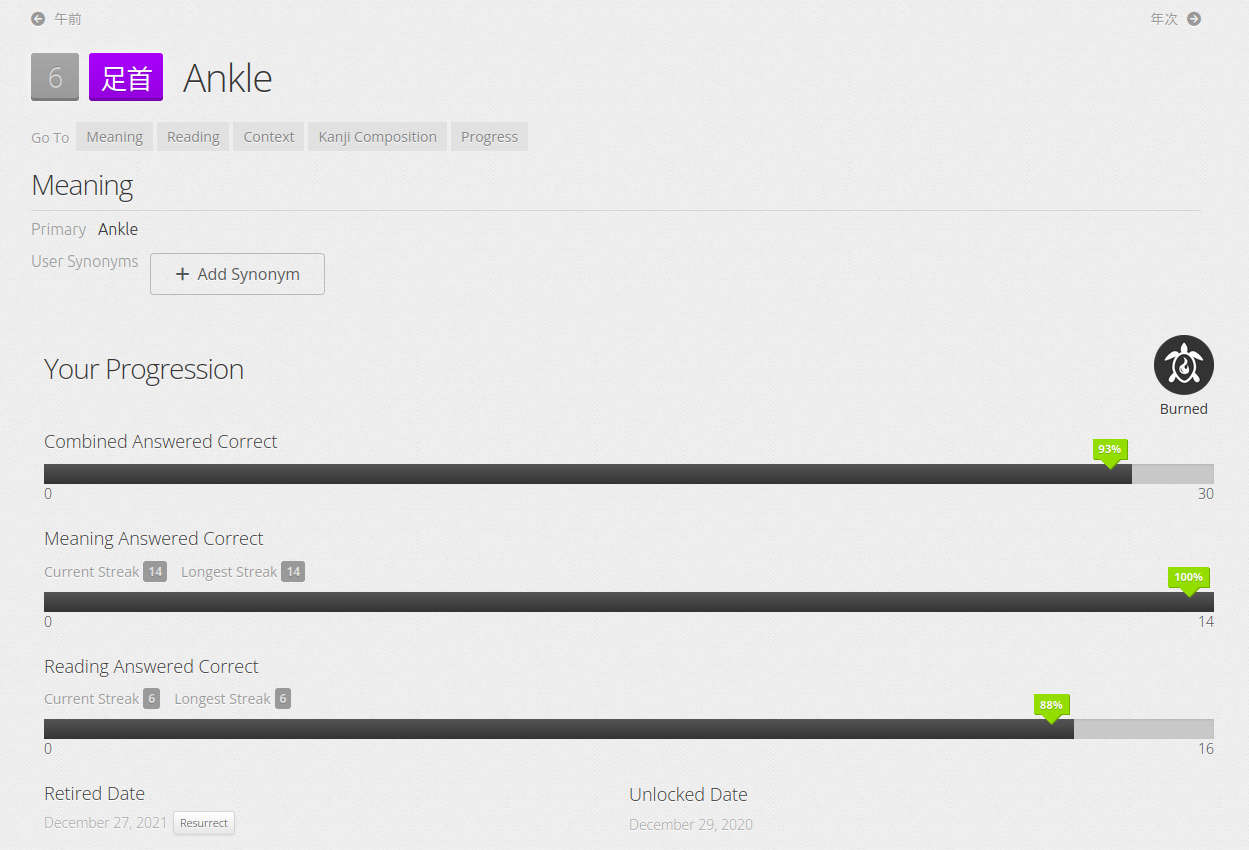 午前 年次
6 足首 Ankle
Go To Meaning Reading Context Kanji Composition Progress
Meaning
Primary Ankle
User Synonyms + Add Synonym
Your Progression
Burned
Combined Answered Correct
93%
0 30
Meaning Answered Correct
Current Streak 14 Longest Streak 14
100%
0 14
Reading Answered Correct
Current Streak 6 Longest Streak 6
88%
0 16
Retired Date Unlocked Date
December 27, 2021 Resurrect December 29, 2020